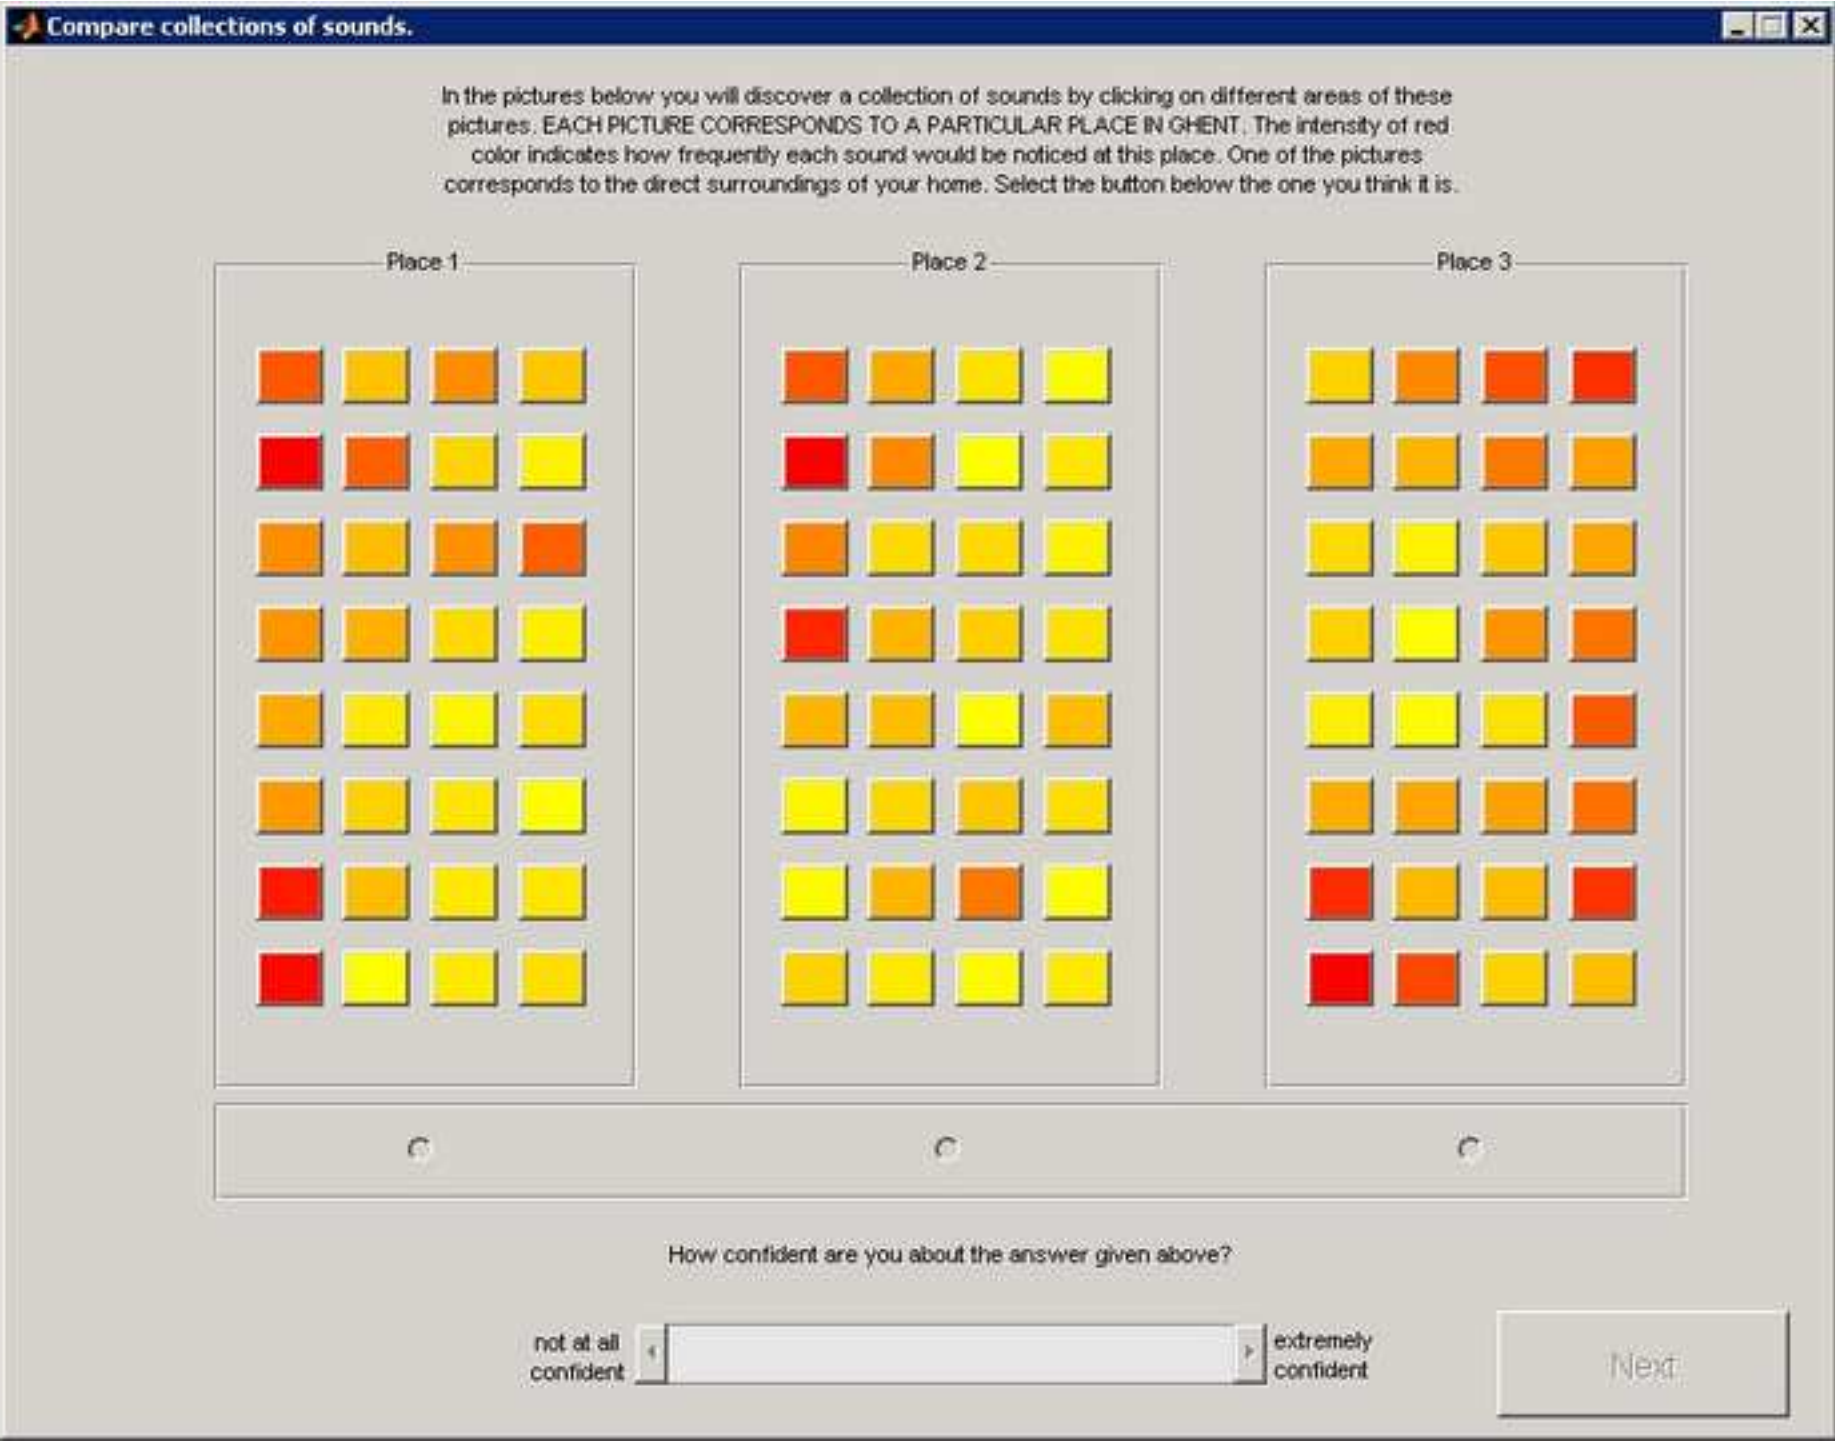 Compare collections of sounds.
In the pictures below you will discover a collection of sounds by clicking on different areas of these
pictures. EACH PICTURE CORRESPONDS TO A PARTICULAR PLACE IN GHENT. The intensity of red
color indicates how frequently each sound would be noticed at this place. One of the pictures
corresponds to the direct surroundings of your home. Select the button below the one you think it is.
Place 1
Place 2
Place 3
How confident are you about the answer given above?
not at all
confident
extremely
confident
Next